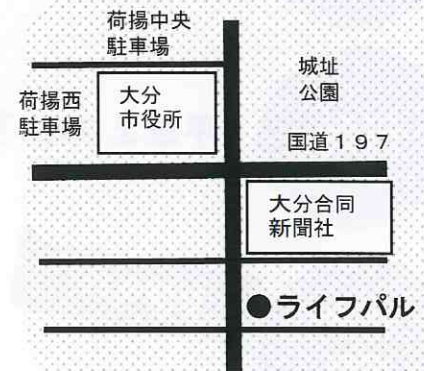 荷揚中央
駐車場
城址
公園
荷揚西
駐車場
大分
市役所
国道197
大分合同
新聞社
●ライフパル